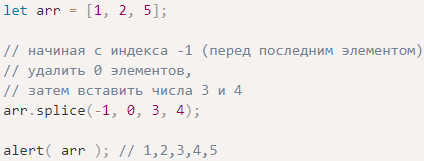 let arr = [1, 2, 5];
// начиная с индекса -1 (перед последним элементом)
// удалить 0 элементов,
// затем вставить числа 3 и 4
arr.splice(-1, 0, 3, 4);
alert( arr ); // 1,2,3,4,5